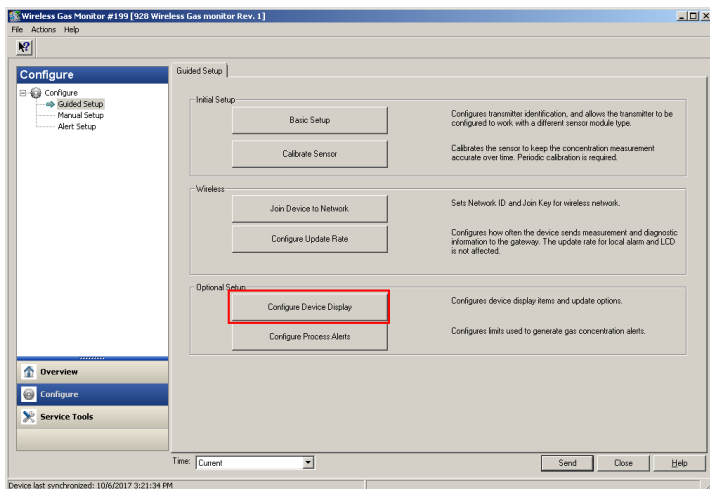 Wireless Gas Monitor #199 [928 Wireless Gas monitor Rev. 1]
File Actions Help
Configure
Configure
Guided Setup
Manual Setup
Alert Setup
Overview
Configure
Service Tools
Guided Setup
Initial Setup
Basic Setup
Configures transmitter identification, and allows the transmitter to be
configured to work with a different sensor module type.
Calibrate Sensor
Calibrates the sensor to keep the concentration measurement
accurate over time. Periodic calibration is required.
Wireless
Join Device to Network
Sets Network ID and Join Key for wireless network.
Configure Update Rate
Configures how often the device sends measurement and diagnostic
information to the gateway. The update rate for local alarm and LCD
is not affected.
Optional Setup
Configure Device Display
Configures device display items and update options.
Configure Process Alerts
Configures limits used to generate gas concentration alerts.
Time: Current
Send Close Help
Device last synchronized: 10/6/2017 3:21:34 PM